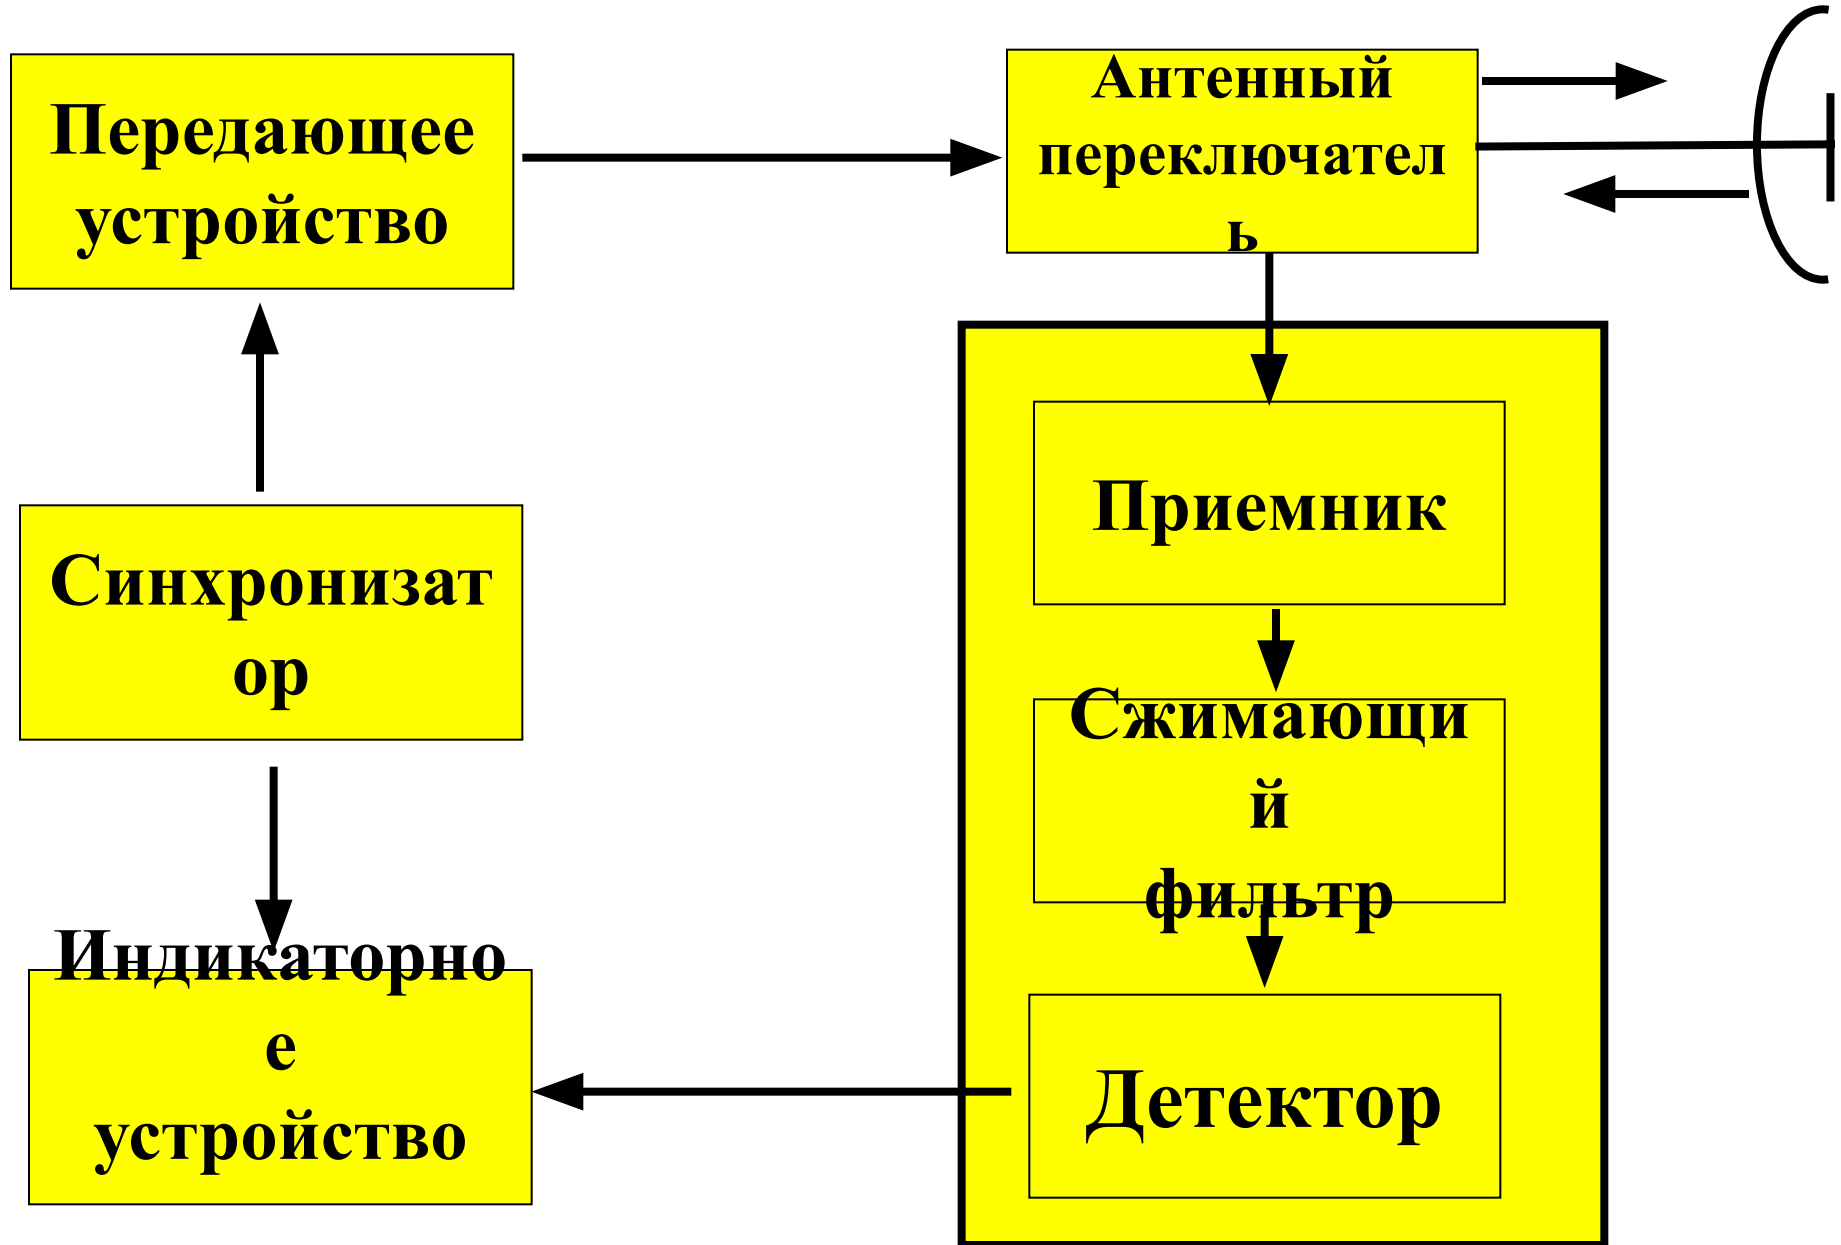 Передающее
устройство
Антенный
переключател
ь
Приемник
Синхронизат
ор
Сжимающи
й
фильтр
Индикаторно
е
устройство
Детектор